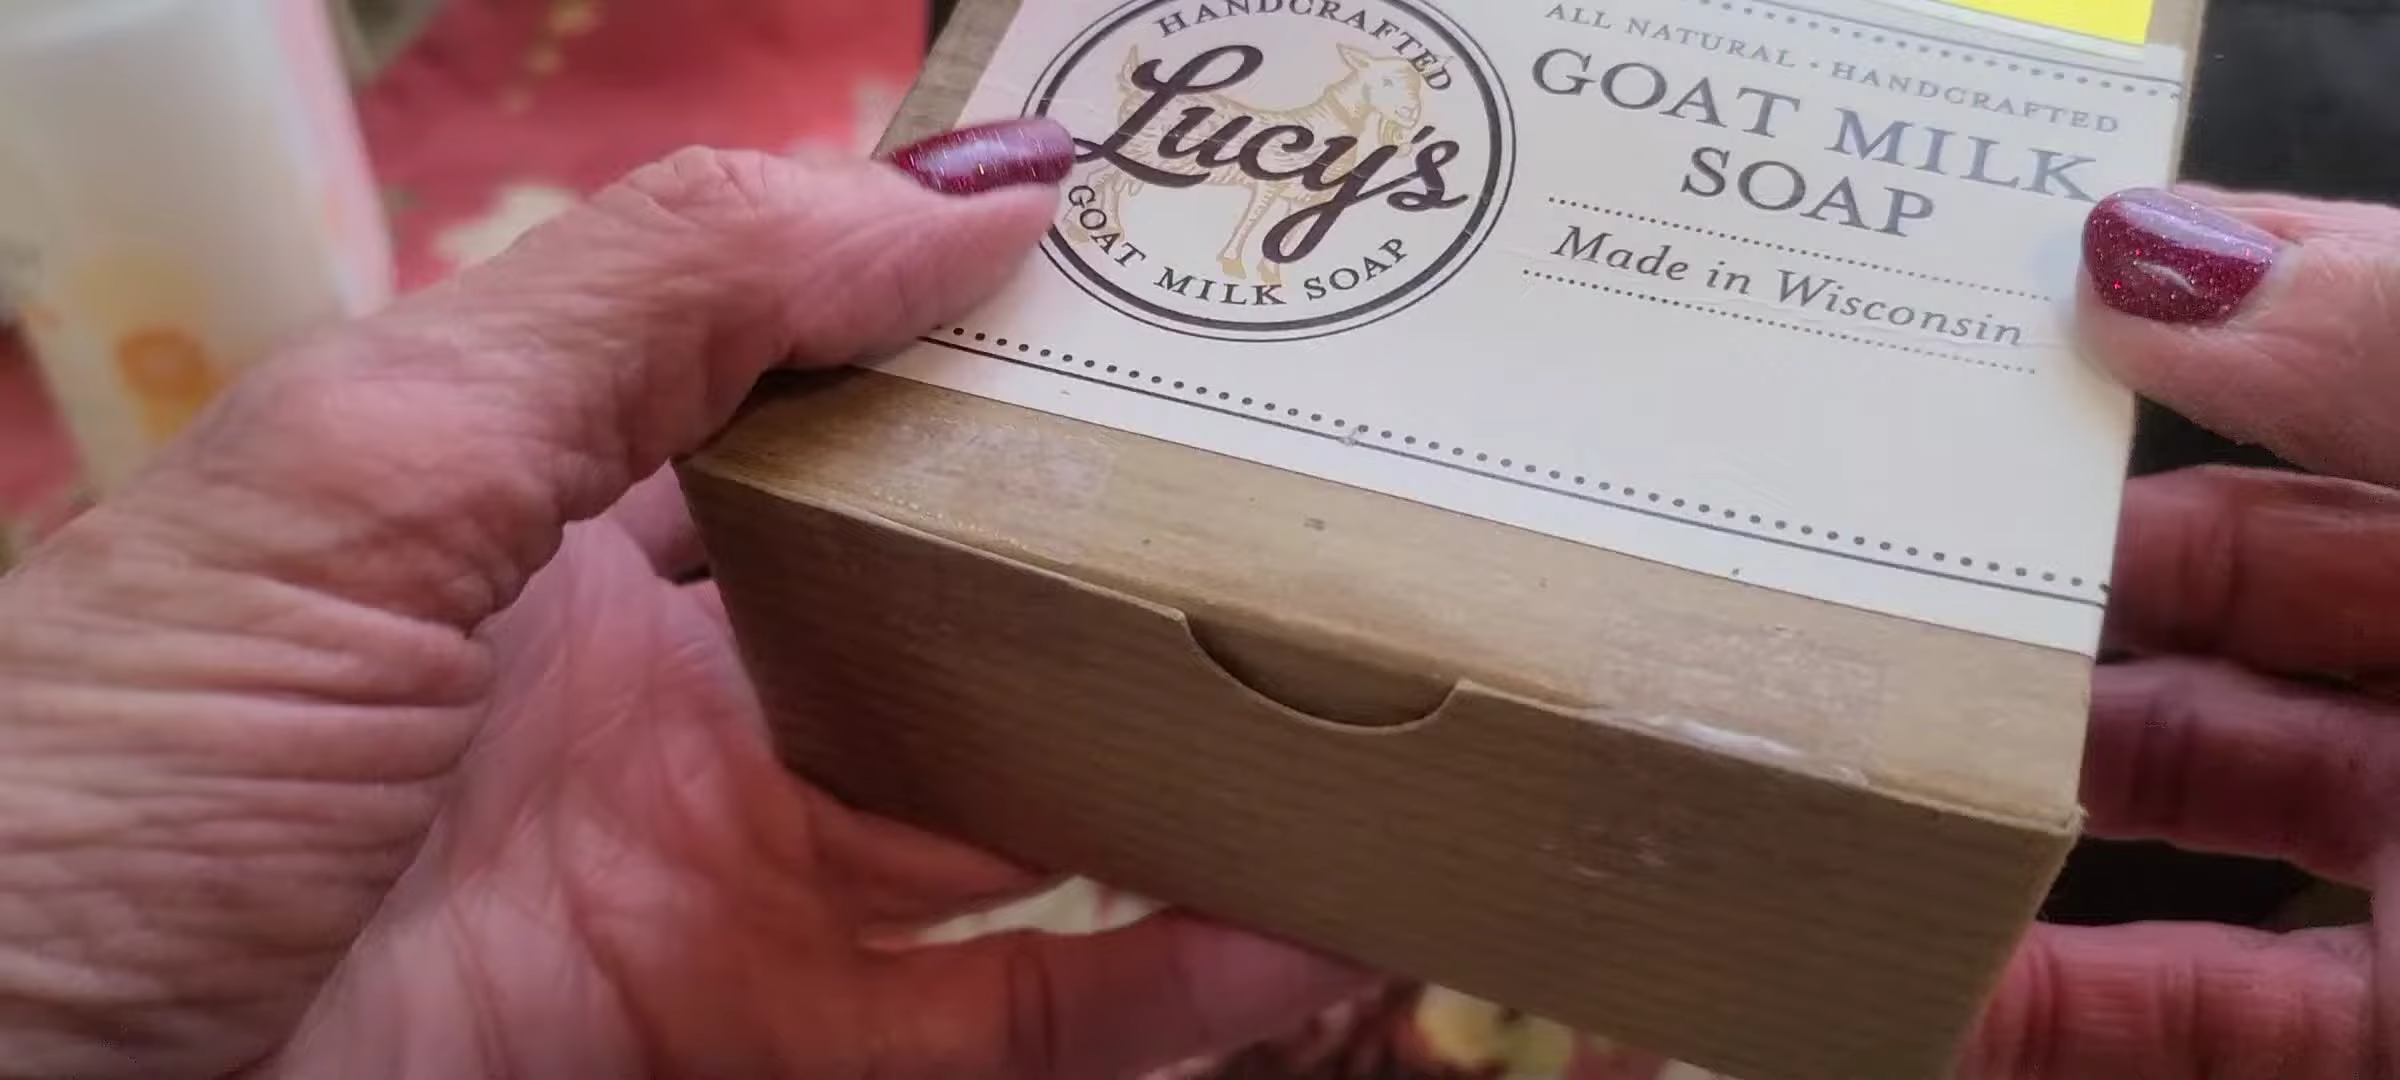 HANDCRAFTED
Lucy's
GOAT MILK SOAP
ALL NATURAL • HANDCRAFTED
GOAT MILK
SOAP
Made in Wisconsin